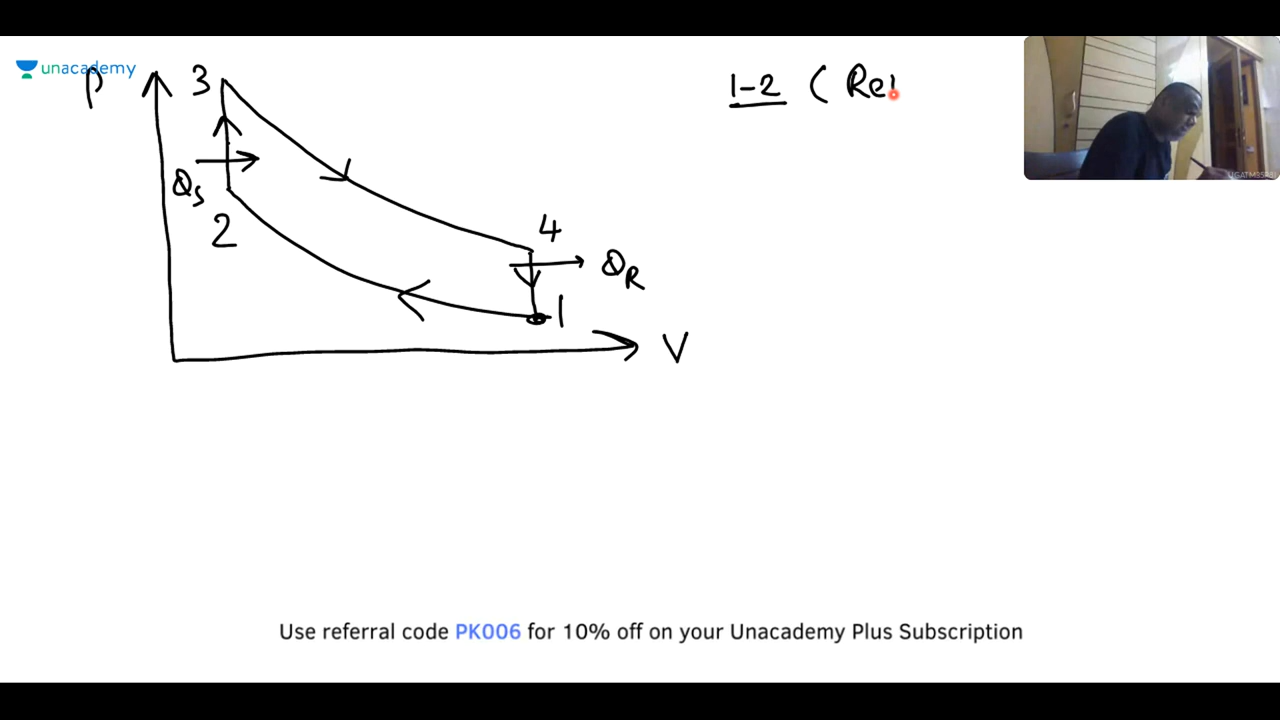 unacademy
P
3
1-2 ( Re
Qs
2
4
QR
1
V
Use referral code PK006 for 10% off on your Unacademy Plus Subscription